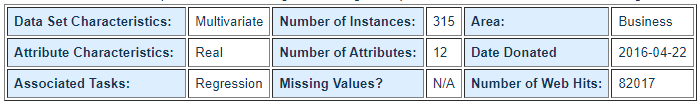 Data Set Characteristics: Multivariate Number of Instances: 315 Area: Business
Attribute Characteristics: Real Number of Attributes: 12 Date Donated 2016-04-22
Associated Tasks: Regression Missing Values? N/A Number of Web Hits: 82017